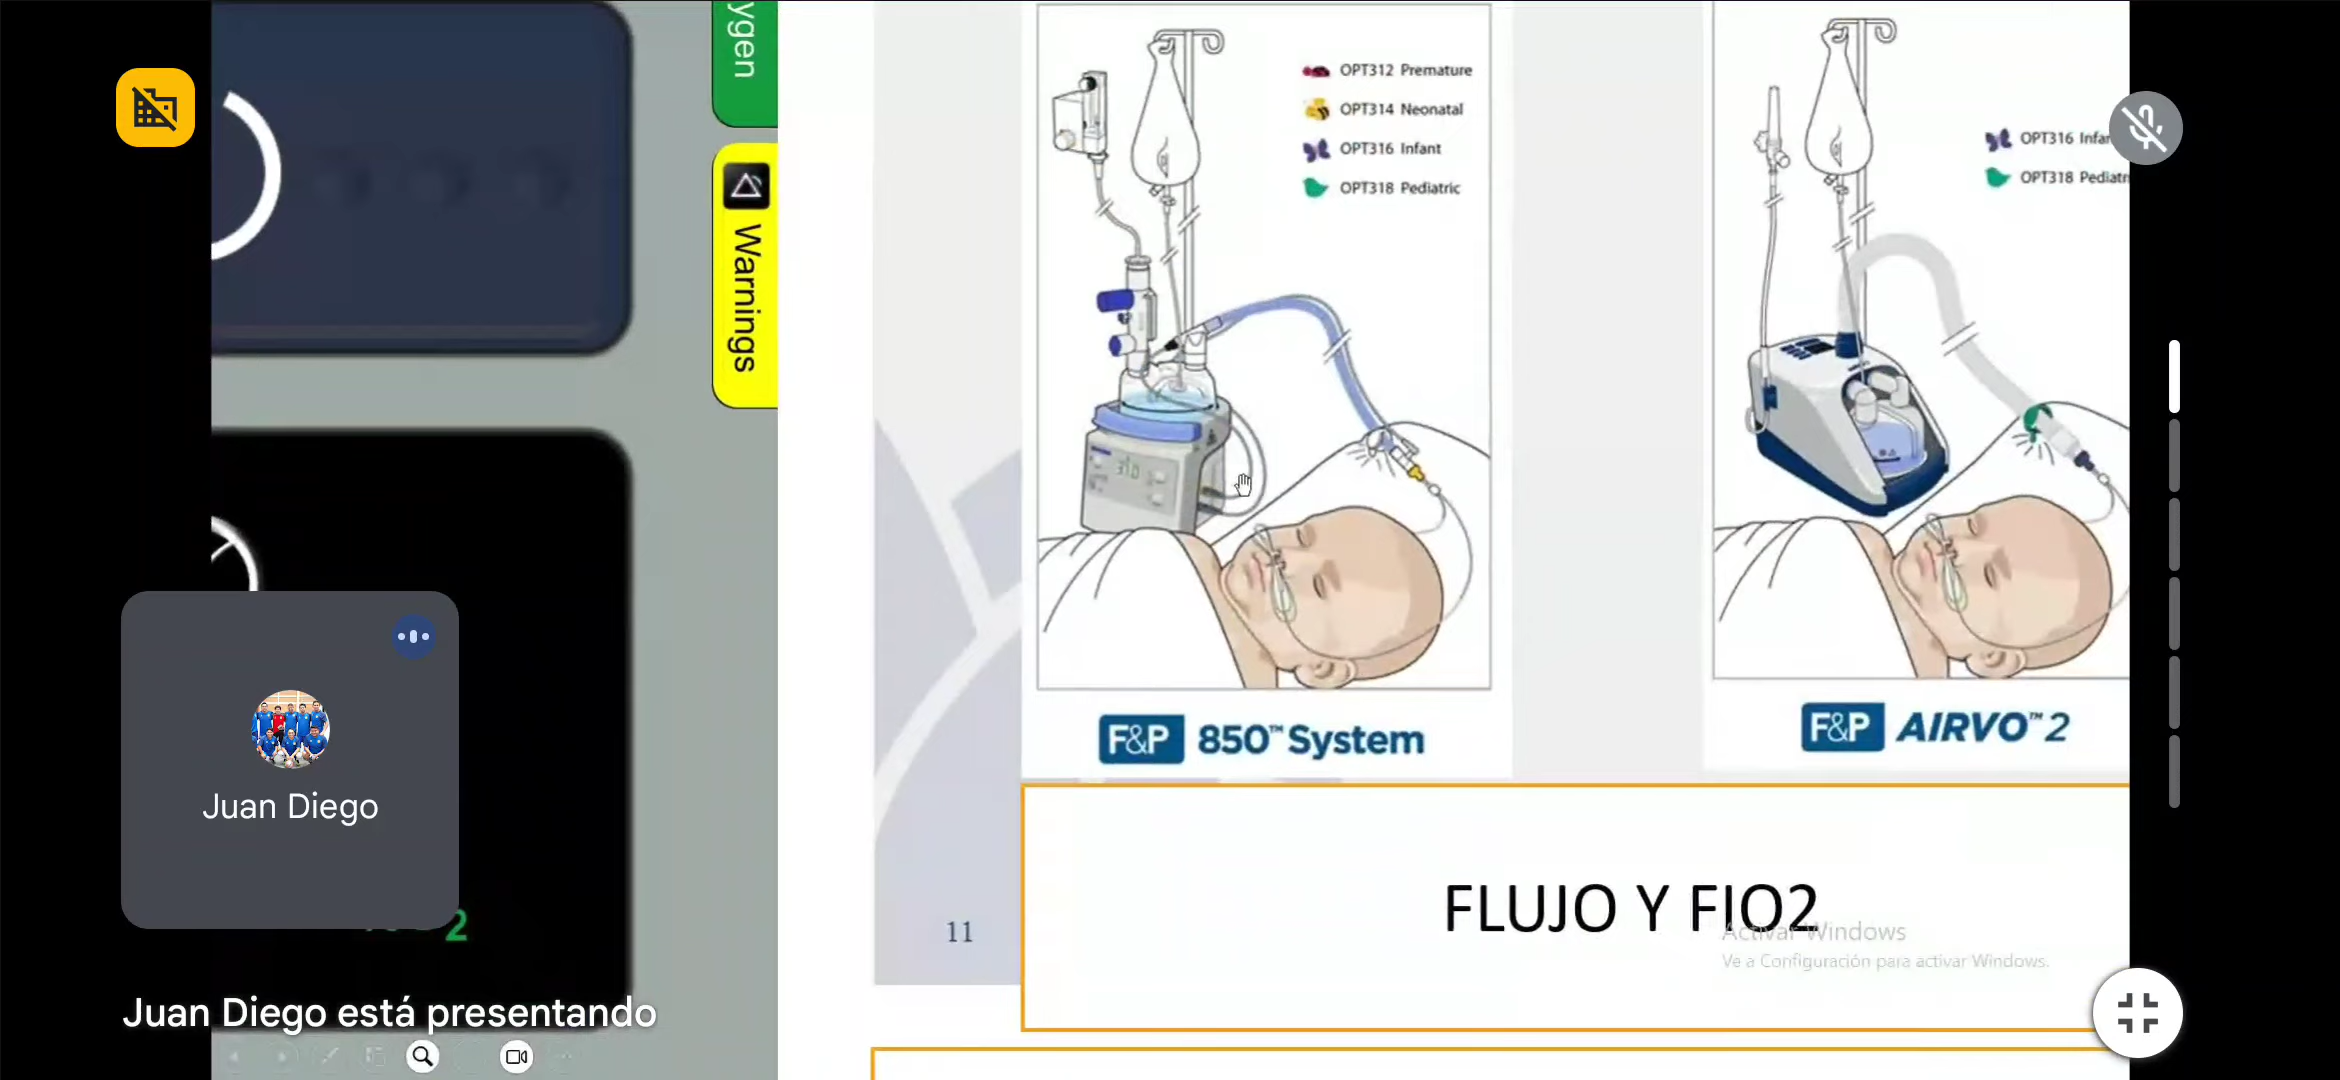 ygen
Warnings
OPT312 Premature
OPT314 Neonatal
OPT316 Infant
OPT318 Pediatric
OPT316 Infa
OPT318 Pediatr
F&P 850™ System
F&P AIRVO™ 2
FLUJO Y FIO2
Activar Windows
Ve a Configuración para activar Windows.
11
Juan Diego
2
Juan Diego está presentando